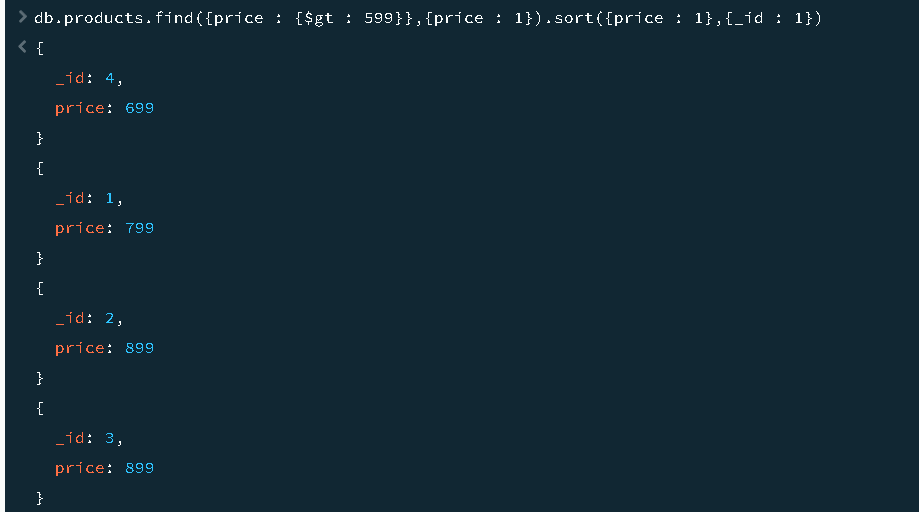 > db.products.find({price : {$gt : 599}},{price : 1}).sort({price : 1},{_id : 1})
< {
_id: 4,
price: 699
}
{
_id: 1,
price: 799
}
{
_id: 2,
price: 899
}
{
_id: 3,
price: 899
}